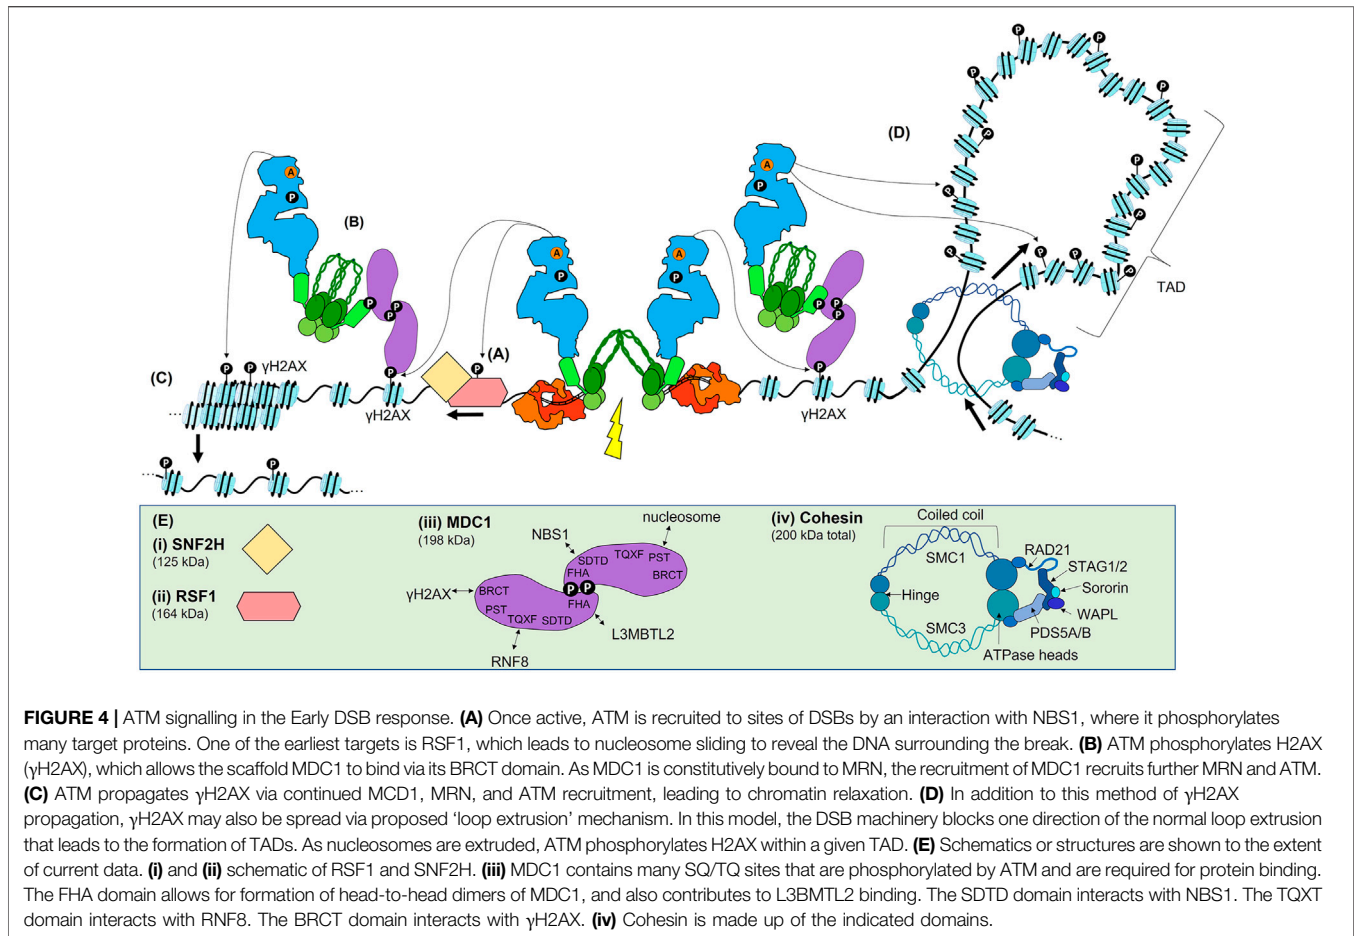 (D)
A
P
(B)
(A)
(C)
γH2AX
γH2AX
γH2AX
TAD
(E)
(i) SNF2H
(125 kDa)
(ii) RSF1
(164 kDa)
(iii) MDC1
(198 kDa)
NBS1
nucleosome
SDTD TQXF PST
FHA BRCT
P P
γH2AX BRCT FHA
PST
TQXF SDTD
L3MBTL2
RNF8
(iv) Cohesin
(200 kDa total)
Coiled coil
SMC1
RAD21
STAG1/2
Sororin
Hinge
WAPL
SMC3
PDS5A/B
ATPase heads
FIGURE 4 | ATM signalling in the Early DSB response. (A) Once active, ATM is recruited to sites of DSBs by an interaction with NBS1, where it phosphorylates
many target proteins. One of the earliest targets is RSF1, which leads to nucleosome sliding to reveal the DNA surrounding the break. (B) ATM phosphorylates H2AX
(γH2AX), which allows the scaffold MDC1 to bind via its BRCT domain. As MDC1 is constitutively bound to MRN, the recruitment of MDC1 recruits further MRN and ATM.
(C) ATM propagates γH2AX via continued MCD1, MRN, and ATM recruitment, leading to chromatin relaxation. (D) In addition to this method of γH2AX
propagation, γH2AX may also be spread via proposed ‘loop extrusion’ mechanism. In this model, the DSB machinery blocks one direction of the normal loop extrusion
that leads to the formation of TADs. As nucleosomes are extruded, ATM phosphorylates H2AX within a given TAD. (E) Schematics or structures are shown to the extent
of current data. (i) and (ii) schematic of RSF1 and SNF2H. (iii) MDC1 contains many SQ/TQ sites that are phosphorylated by ATM and are required for protein binding.
The FHA domain allows for formation of head-to-head dimers of MDC1, and also contributes to L3BMTL2 binding. The SDTD domain interacts with NBS1. The TQXT
domain interacts with RNF8. The BRCT domain interacts with γH2AX. (iv) Cohesin is made up of the indicated domains.